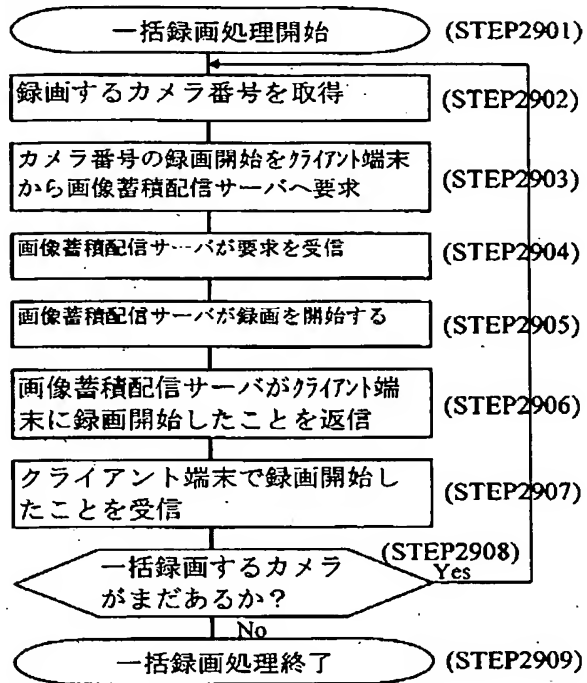 一括録画処理開始 (STEP2901)
録画するカメラ番号を取得 (STEP2902)
カメラ番号の録画開始をクライアント端末
から画像蓄積配信サーバへ要求 (STEP2903)
画像蓄積配信サーバが要求を受信 (STEP2904)
画像蓄積配信サーバが録画を開始する (STEP2905)
画像蓄積配信サーバがクライアント端
末に録画開始したことを返信 (STEP2906)
クライアント端末で録画開始し
たことを受信 (STEP2907)
(STEP2908)
一括録画するカメラ Yes
がまだあるか?
No
一括録画処理終了 (STEP2909)